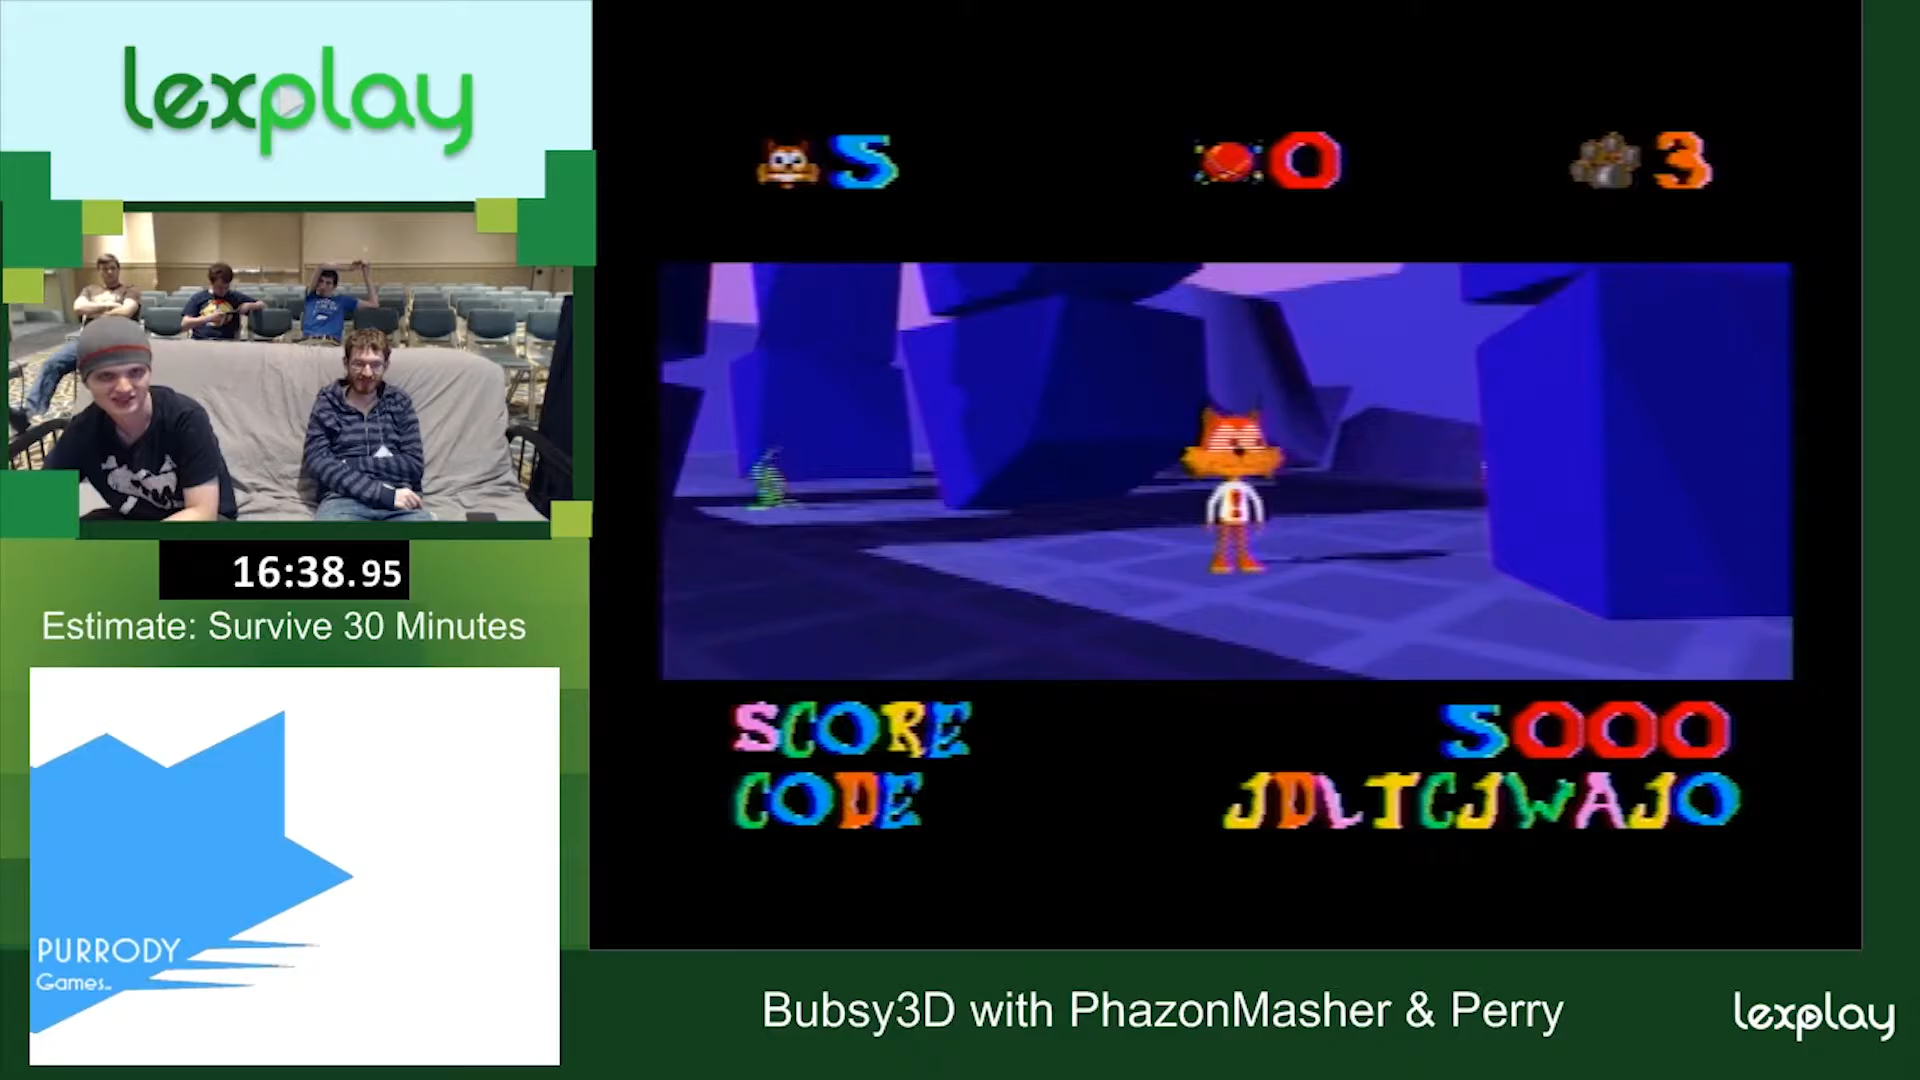 lexplay
5
0
3
16:38.95
Estimate: Survive 30 Minutes
SCORE 5000
CODE JDLTCJWAJO
PURRODY
Games
Bubsy3D with PhazonMasher & Perry
lexplay